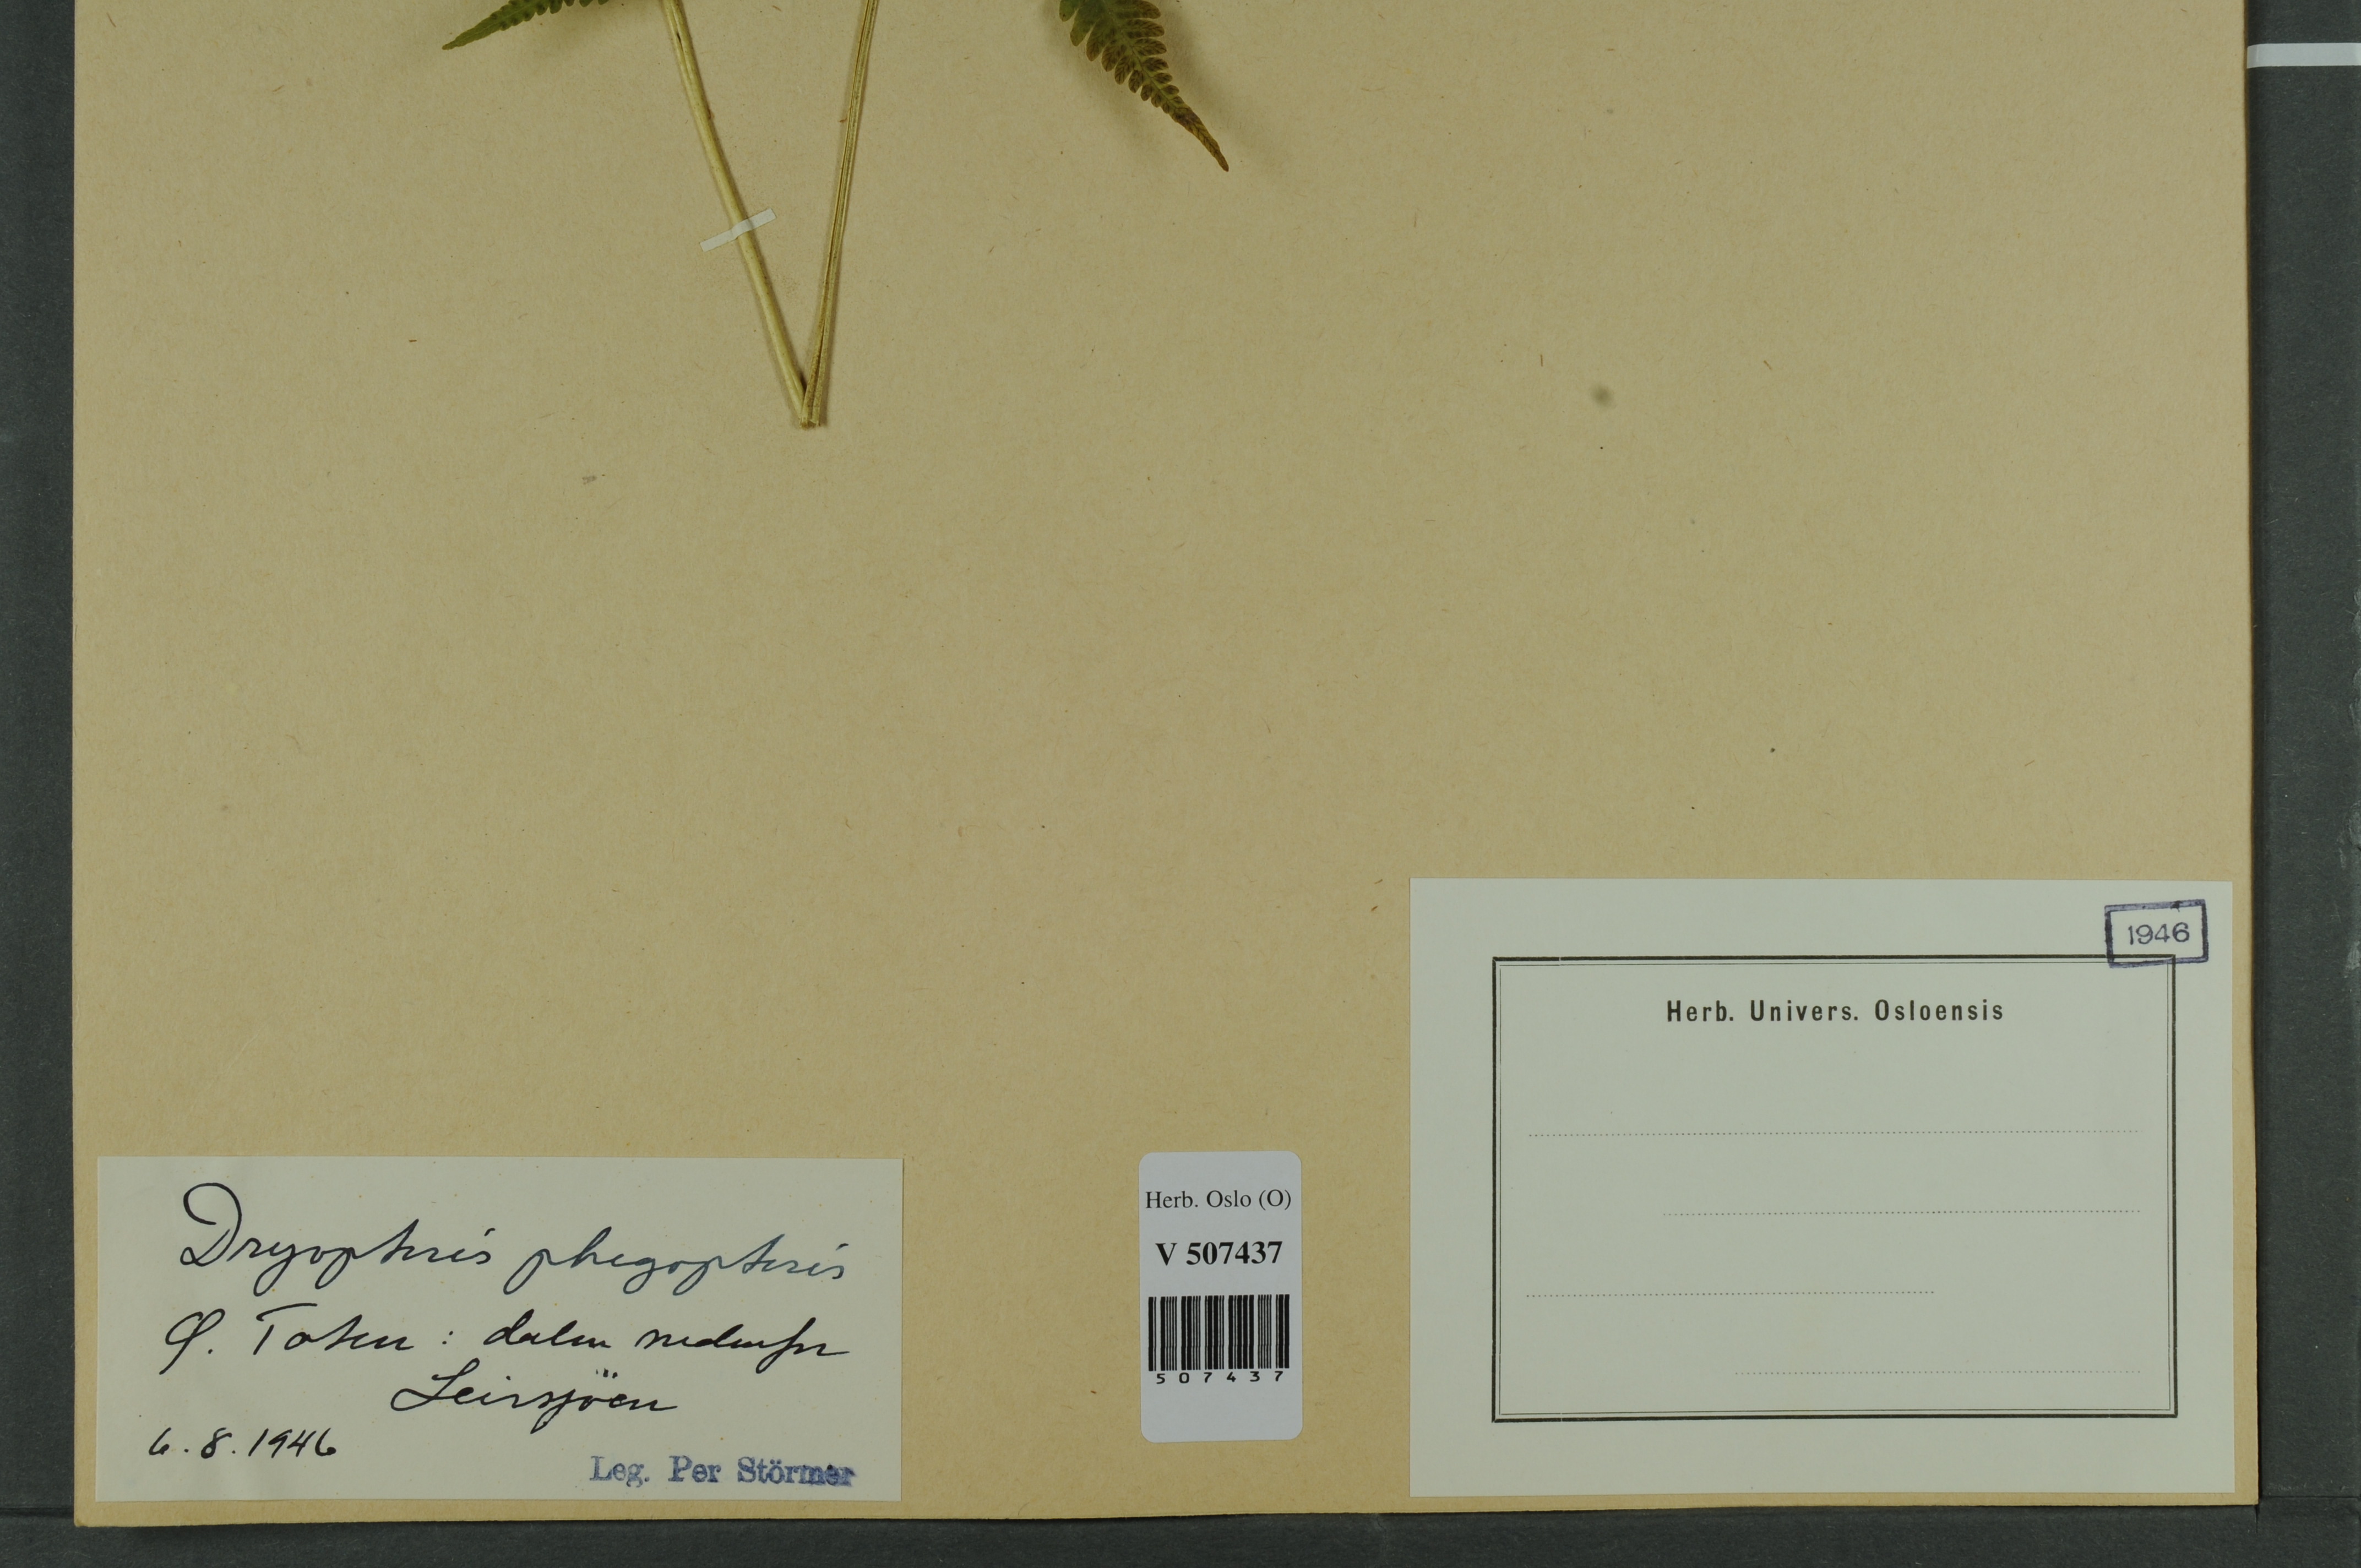 Dryopteris phegopteris
Ø. Toten : dalen nedenfor
Leirsjöen
6.8.1946
Leg. Per Störmer
Herb. Oslo (O)
V 507437
507437
1946
Herb. Univers. Osloensis